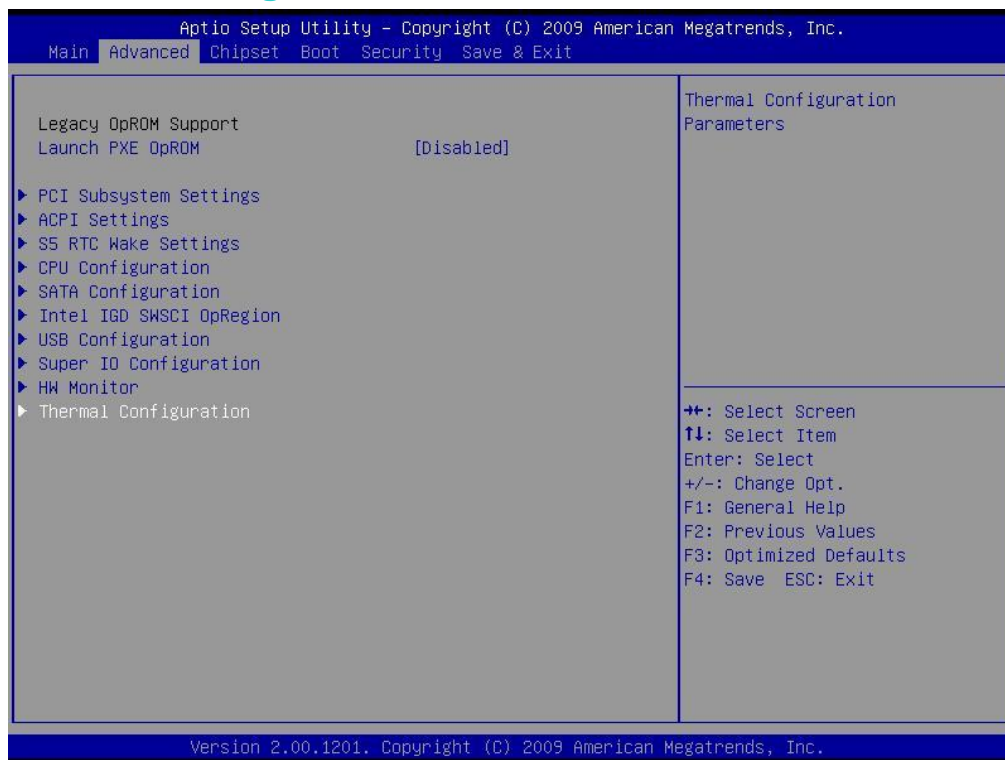 Aptio Setup Utility – Copyright (C) 2009 American Megatrends, Inc.
Main Advanced Chipset Boot Security Save & Exit
Legacy OpROM Support
Launch PXE OpROM [Disabled]
▶ PCI Subsystem Settings
▶ ACPI Settings
▶ S5 RTC Wake Settings
▶ CPU Configuration
▶ SATA Configuration
▶ Intel IGD SWSCI OpRegion
▶ USB Configuration
▶ Super IO Configuration
▶ HW Monitor
▶ Thermal Configuration
Thermal Configuration
Parameters
→←: Select Screen
↑↓: Select Item
Enter: Select
+/-: Change Opt.
F1: General Help
F2: Previous Values
F3: Optimized Defaults
F4: Save ESC: Exit
Version 2.00.1201. Copyright (C) 2009 American Megatrends, Inc.